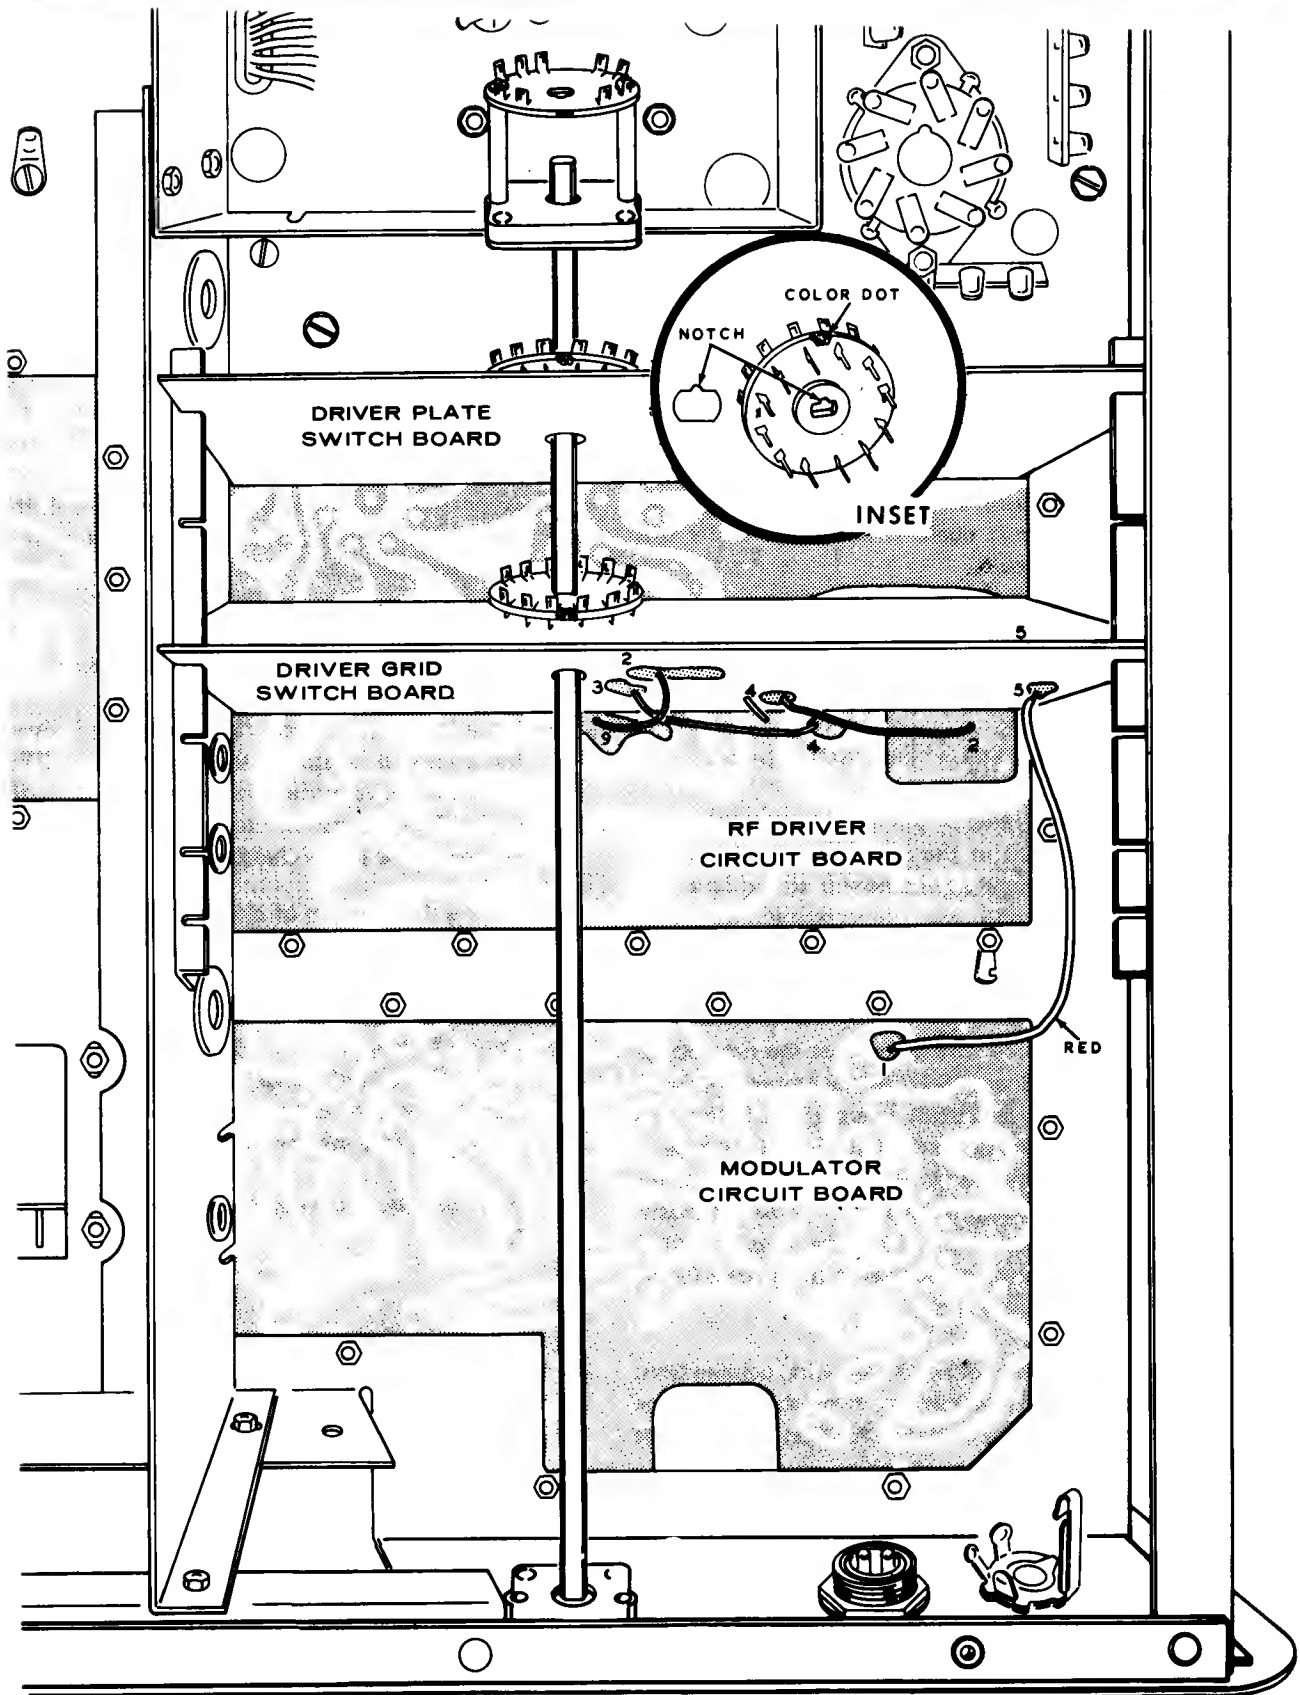 COLOR DOT
NOTCH
DRIVER PLATE
SWITCH BOARD
INSET
5
DRIVER GRID
SWITCH BOARD
2
3
4
5
9
4
2
RF DRIVER
CIRCUIT BOARD
RED
1
MODULATOR
CIRCUIT BOARD